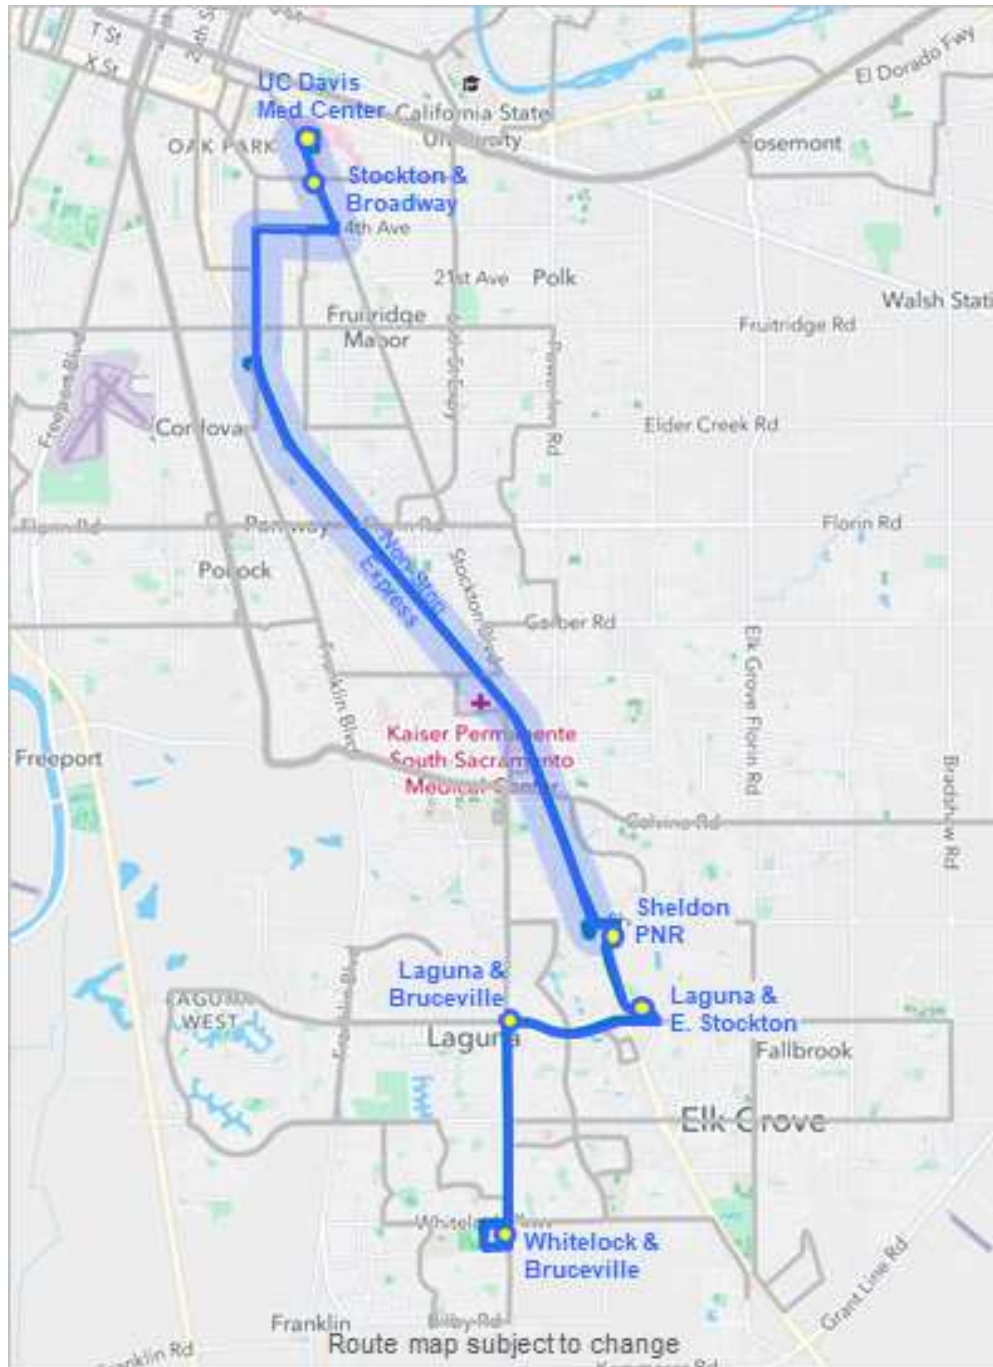 T St
X St
El Dorado Fwy
UC Davis
Med Center
California State
University
OAK PARK
Rosemont
Stockton &
Broadway
4th Ave
21st Ave
Polk
Walsh Stati
Fruitridge
Manor
Fruitridge Rd
Freeport Blvd
Power Inn Rd
Elder Creek Rd
Florin Rd
Parkway
Florin Rd
Florin Rd
Non-Stop
Express
Stockton Blvd
Pollock
Gerber Rd
Franklin Blvd
Elk Grove Florin Rd
Kaiser Permanente
South Sacramento
Medical Center
Freeport
Bradshaw Rd
Calvine Rd
Sheldon
PNR
Laguna &
Bruceville
Laguna &
E. Stockton
LAGUNA
WEST
Laguna
Fallbrook
Elk Grove
Whitelock &
Bruceville
Grant Line Rd
Franklin
Bilby Rd
Route map subject to change
Franklin Rd